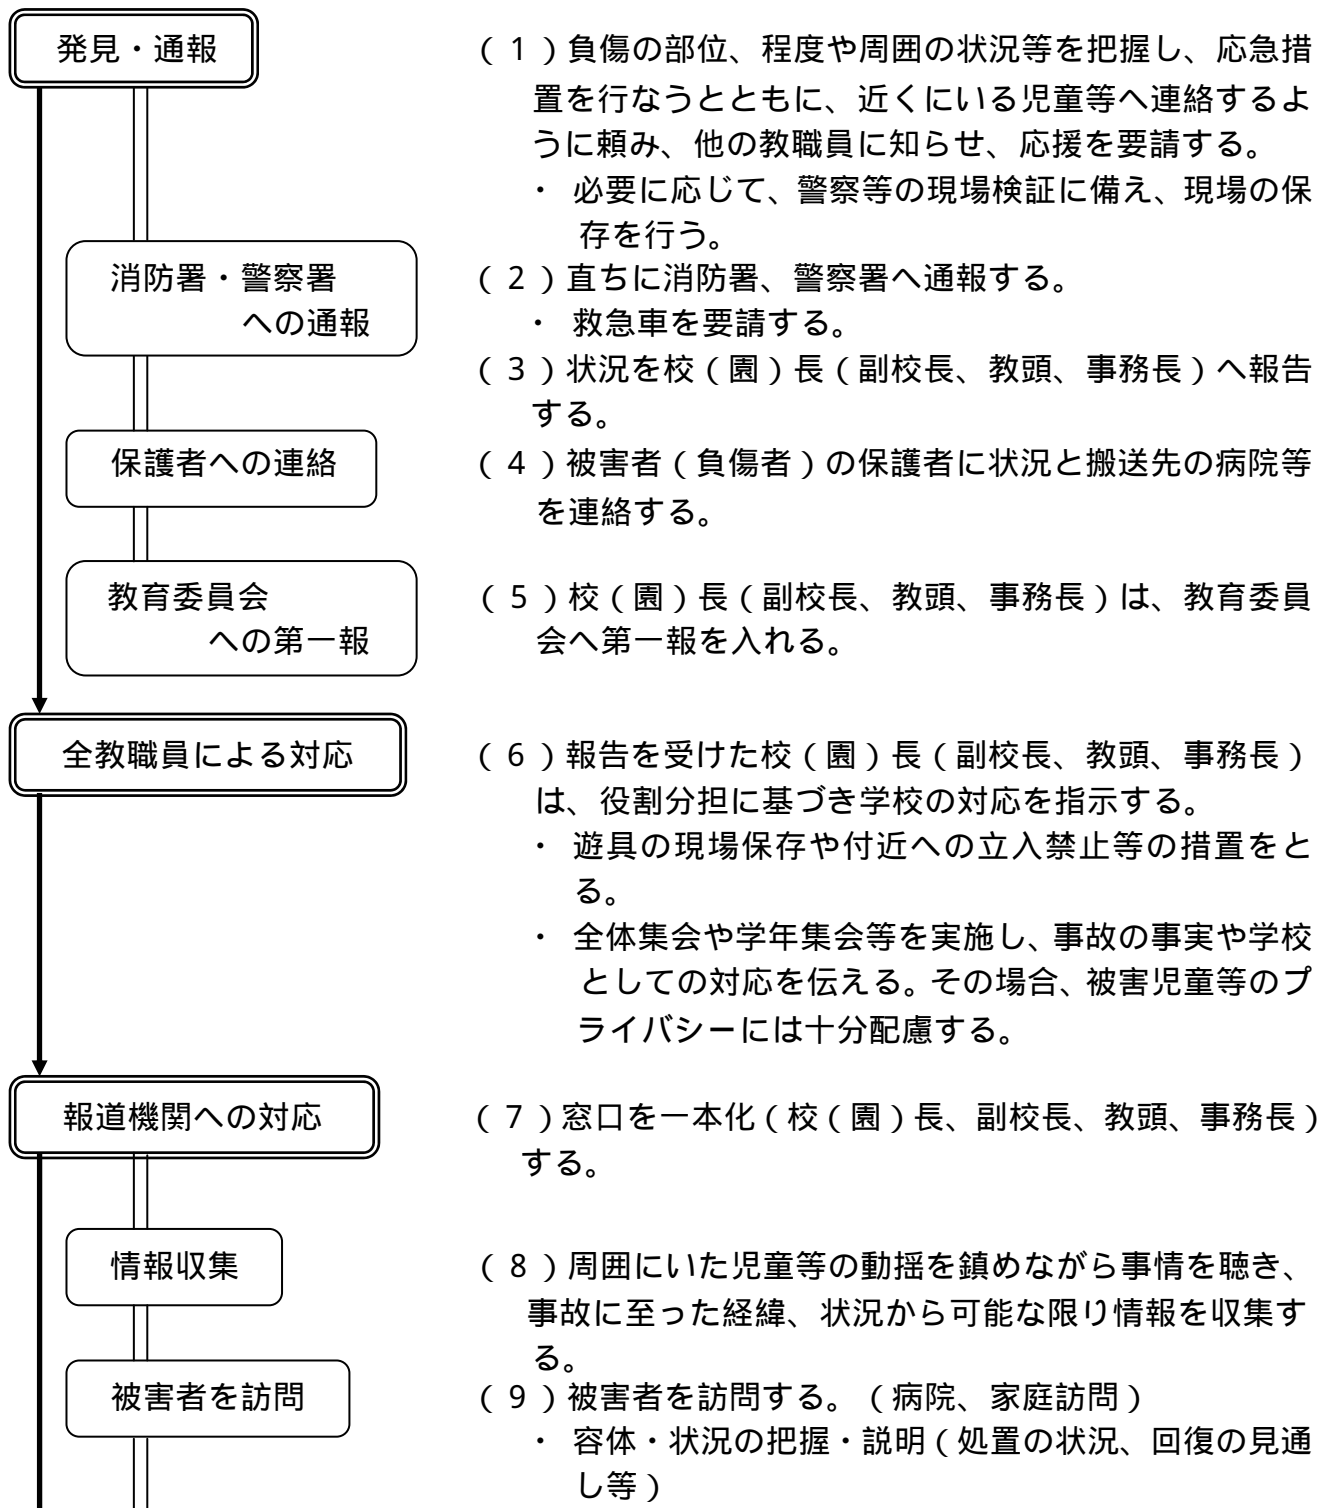 発見・通報
(1)負傷の部位、程度や周囲の状況等を把握し、応急措
置を行なうとともに、近くにいる児童等へ連絡するよ
うに頼み、他の教職員に知らせ、応援を要請する。
・ 必要に応じて、警察等の現場検証に備え、現場の保
存を行う。
消防署・警察署
への通報
(2)直ちに消防署、警察署へ通報する。
・ 救急車を要請する。
(3)状況を校(園)長(副校長、教頭、事務長)へ報告
する。
保護者への連絡
(4)被害者(負傷者)の保護者に状況と搬送先の病院等
を連絡する。
教育委員会
への第一報
(5)校(園)長(副校長、教頭、事務長)は、教育委員
会へ第一報を入れる。
全教職員による対応
(6)報告を受けた校(園)長(副校長、教頭、事務長)
は、役割分担に基づき学校の対応を指示する。
・ 遊具の現場保存や付近への立入禁止等の措置をと
る。
・ 全体集会や学年集会等を実施し、事故の事実や学校
としての対応を伝える。その場合、被害児童等のプ
ライバシーには十分配慮する。
報道機関への対応
(7)窓口を一本化(校(園)長、副校長、教頭、事務長)
する。
情報収集
(8)周囲にいた児童等の動揺を鎮めながら事情を聴き、
事故に至った経緯、状況から可能な限り情報を収集す
る。
被害者を訪問
(9)被害者を訪問する。(病院、家庭訪問)
・ 容体・状況の把握・説明(処置の状況、回復の見通
し等)